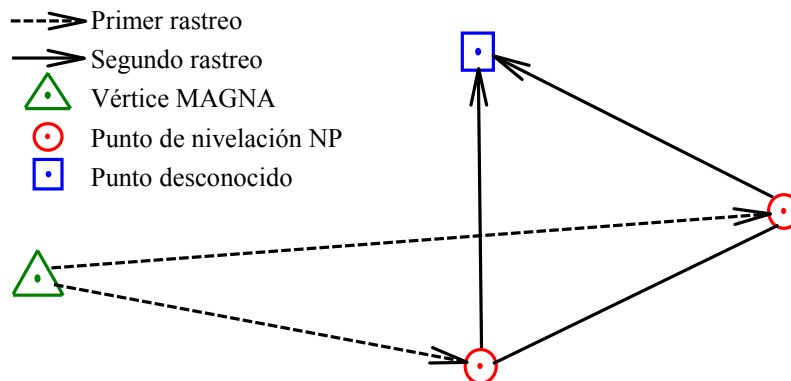 Primer rastreo
Segundo rastreo
Vértice MAGNA
Punto de nivelación NP
Punto desconocido